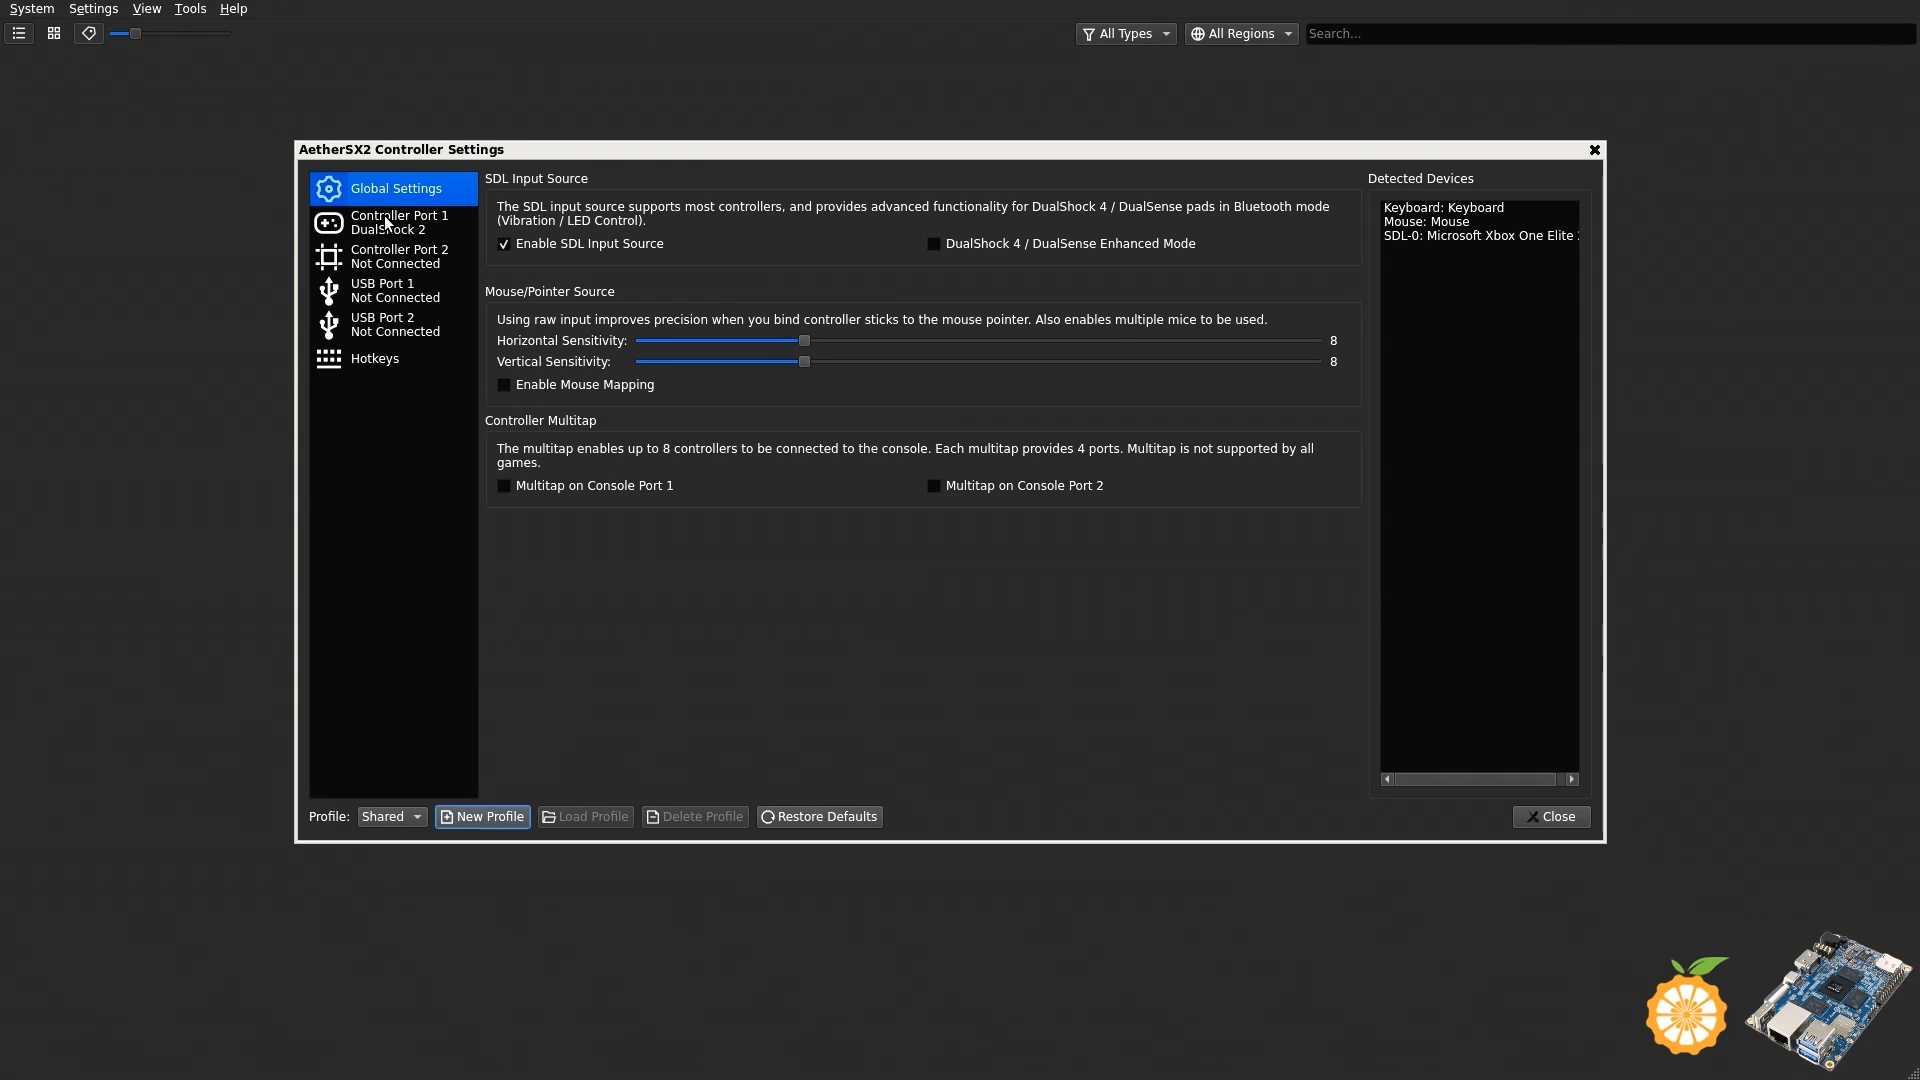 System Settings View Tools Help
All Types All Regions Search...
AetherSX2 Controller Settings
Global Settings
Controller Port 1
DualShock 2
Controller Port 2
Not Connected
USB Port 1
Not Connected
USB Port 2
Not Connected
Hotkeys
SDL Input Source
The SDL input source supports most controllers, and provides advanced functionality for DualShock 4 / DualSense pads in Bluetooth mode
(Vibration / LED Control).
Enable SDL Input Source DualShock 4 / DualSense Enhanced Mode
Mouse/Pointer Source
Using raw input improves precision when you bind controller sticks to the mouse pointer. Also enables multiple mice to be used.
Horizontal Sensitivity: 8
Vertical Sensitivity: 8
Enable Mouse Mapping
Controller Multitap
The multitap enables up to 8 controllers to be connected to the console. Each multitap provides 4 ports. Multitap is not supported by all
games.
Multitap on Console Port 1 Multitap on Console Port 2
Detected Devices
Keyboard: Keyboard
Mouse: Mouse
SDL-0: Microsoft Xbox One Elite
Profile: Shared New Profile Load Profile Delete Profile Restore Defaults Close